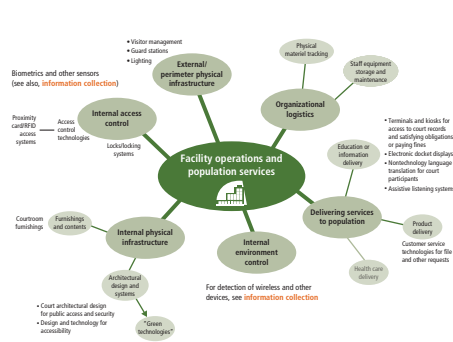 • Visitor management
• Guard stations
• Lighting
External/
perimeter physical
infrastructure
Physical
materiel tracking
Staff equipment
storage and
maintenance
Organizational
logistics
Biometrics and other sensors
(see also, information collection)
Internal access
control
Proximity
card/RFID
access
systems
Access
control
technologies
Locks/locking
systems
Facility operations and
population services
Education or
information
delivery
• Terminals and kiosks for
access to court records
and satisfying obligations
or paying fines
• Electronic docket displays
• Nontechnology language
translation for court
participants
• Assistive listening system
Delivering services
to population
Product
delivery
Customer service
technologies for file
and other requests
Health care
delivery
Courtroom
furnishings
Furnishings
and contents
Internal physical
infrastructure
Internal
environment
control
For detection of wireless and other
devices, see information collection
Architectural
design and
systems
• Court architectural design
for public access and security
• Design and technology for
accessibility
"Green
technologies"